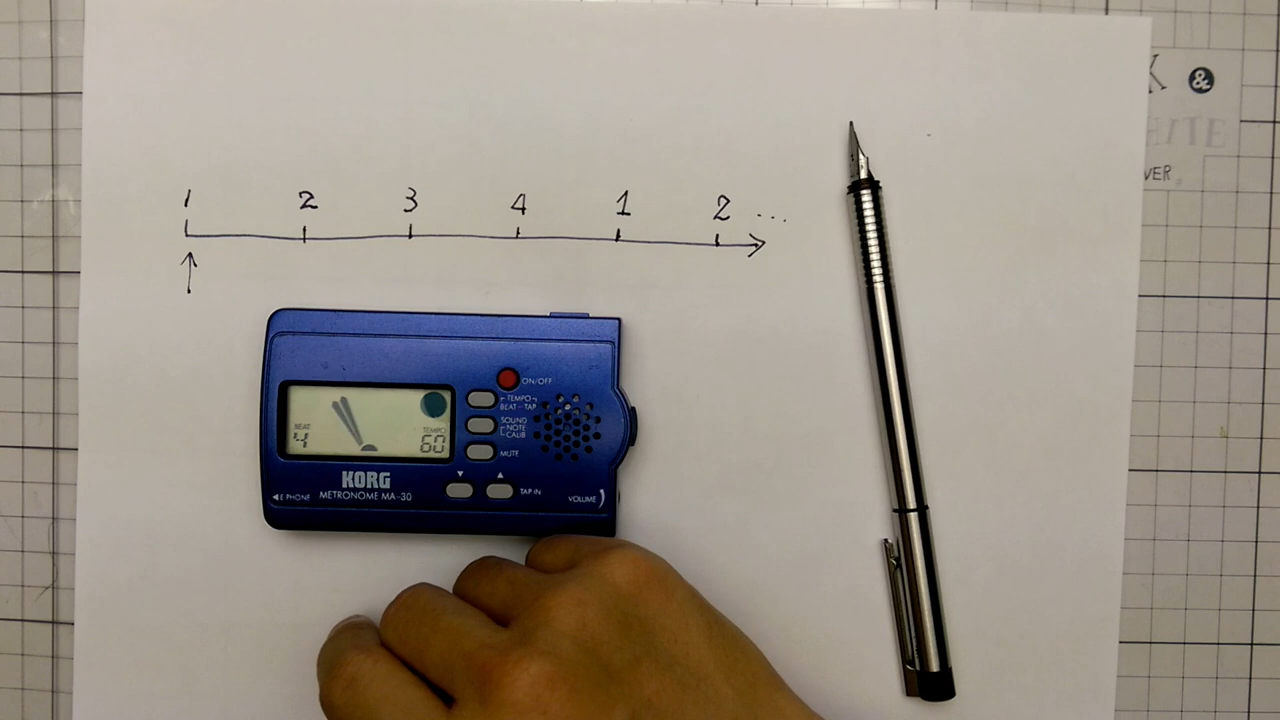 1 2 3 4 1 2 ...
ON/OFF
TEMPO
BEAT-TAP
SOUND
NOTE
CALIB
MUTE
BEAT
4
TEMPO
60
KORG
METRONOME MA-30
TAP IN
VOLUME
E PHONE
K &
HITE
VER